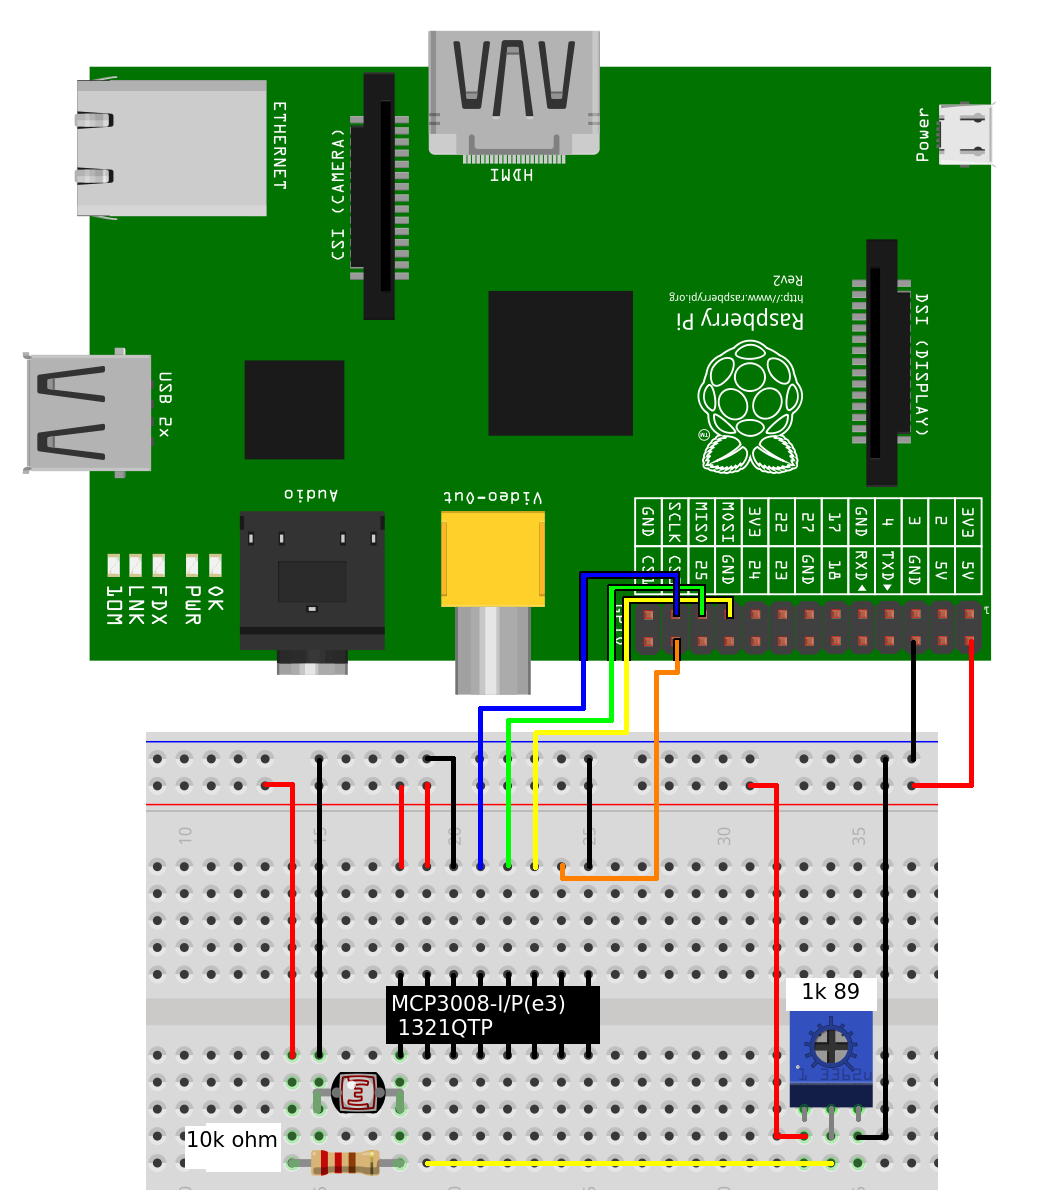 ETHERNET
CSI (CAMERA)
HDMI
Power
Rev2
http://www.raspberrypi.org
Raspberry Pi
TM
DSI (DISPLAY)
USB 2x
Audio
Video-Out
10M
LNK
FDX
PWR
OK
GND SCLK MISO MOSI 3V3 22 27 17 GND 4 3 2 3V3
25 GND 24 23 GND 18 RXD◀ TXD▶ GND 5V 5V
10 15 20 25 30 35
MCP3008-I/P(e3)
1321QTP
1k 89
3362u
10k ohm